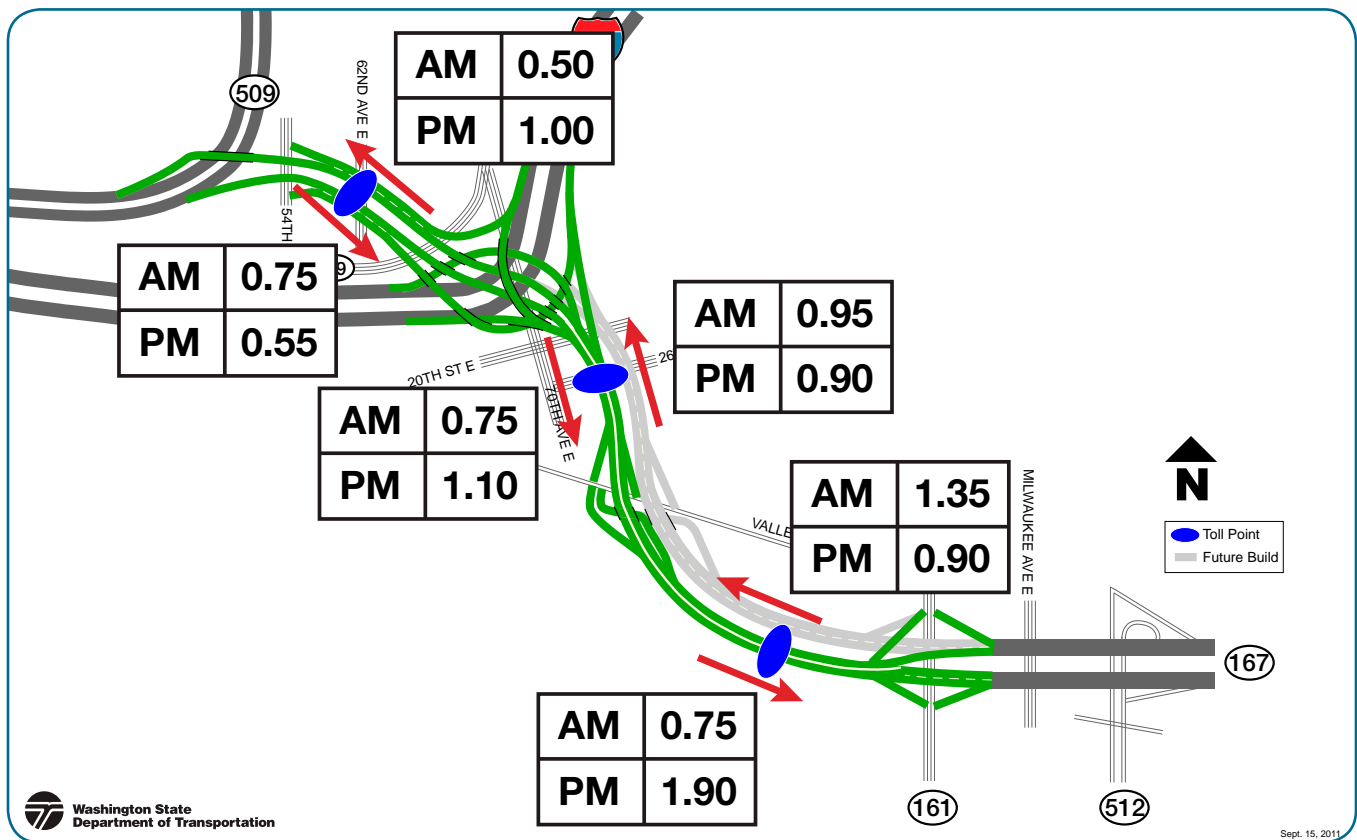 509
62ND AVE E
AM 0.50
PM 1.00
54TH
AM 0.75
PM 0.55
9
20TH ST E
26
70TH AVE E
AM 0.95
PM 0.90
AM 0.75
PM 1.10
VALLE
AM 1.35
PM 0.90
MILWAUKEE AVE E
N
Toll Point
Future Build
167
AM 0.75
PM 1.90
161
512
Washington State
Department of Transportation
Sept. 15, 2011